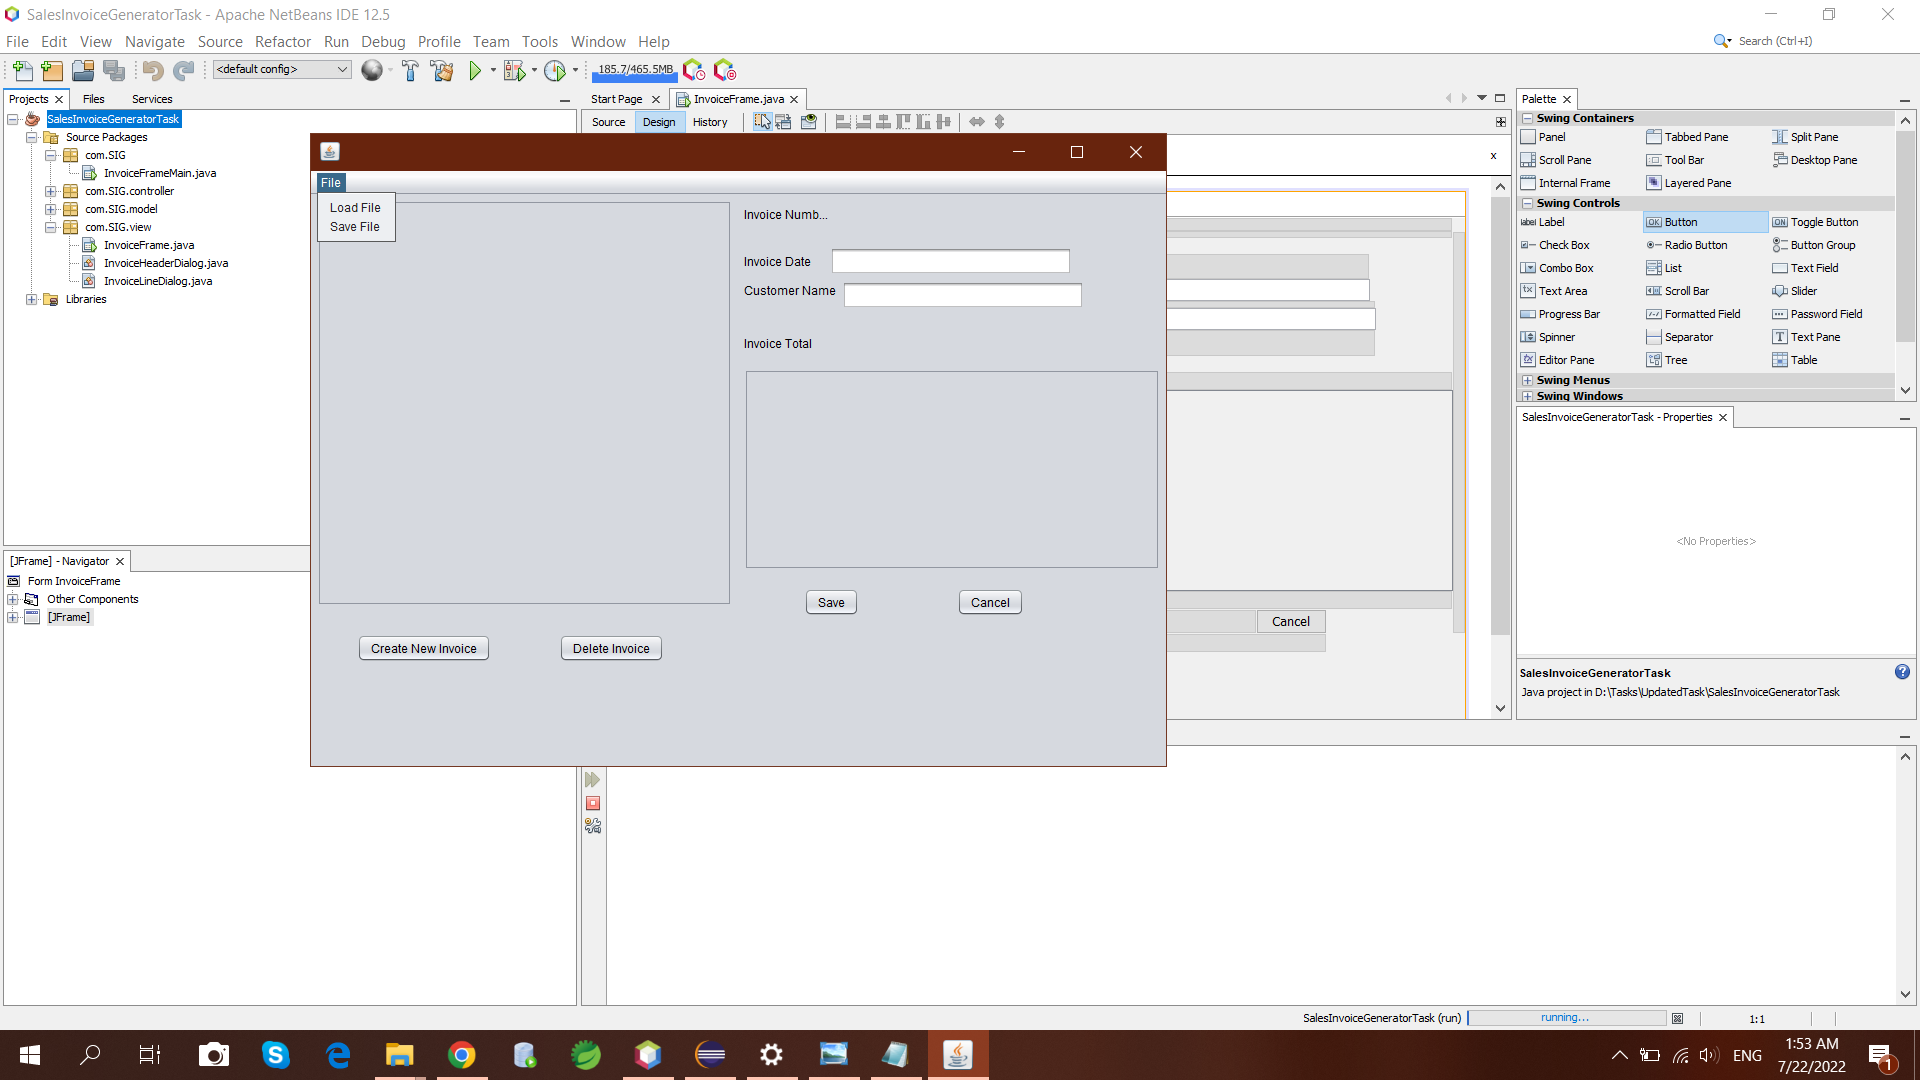 SalesInvoiceGeneratorTask - Apache NetBeans IDE 12.5
File Edit View Navigate Source Refactor Run Debug Profile Team Tools Window Help
Search (Ctrl+I)
<default config>
185.7/465.5MB
Projects Files Services
SalesInvoiceGeneratorTask
Source Packages
com.SIG
InvoiceFrameMain.java
com.SIG.controller
com.SIG.model
com.SIG.view
InvoiceFrame.java
InvoiceHeaderDialog.java
InvoiceLineDialog.java
Libraries
[JFrame] - Navigator
Form InvoiceFrame
Other Components
[JFrame]
Start Page InvoiceFrame.java
Source Design History
x
File
Load File
Save File
Invoice Numb...
Invoice Date
Customer Name
Invoice Total
Save Cancel
Create New Invoice Delete Invoice
Cancel
Palette
Swing Containers
Panel Tabbed Pane Split Pane
Scroll Pane Tool Bar Desktop Pane
Internal Frame Layered Pane
Swing Controls
label Label OK Button ON Toggle Button
Check Box Radio Button Button Group
Combo Box List Text Field
Text Area Scroll Bar Slider
Progress Bar Formatted Field Password Field
Spinner Separator Text Pane
Editor Pane Tree Table
Swing Menus
Swing Windows
SalesInvoiceGeneratorTask - Properties
<No Properties>
SalesInvoiceGeneratorTask
Java project in D:\Tasks\UpdatedTask\SalesInvoiceGeneratorTask
SalesInvoiceGeneratorTask (run) running... 1:1
ENG
1:53 AM
7/22/2022
1